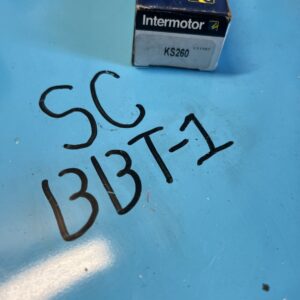 Intermotor
KS260
SC
BBT-1